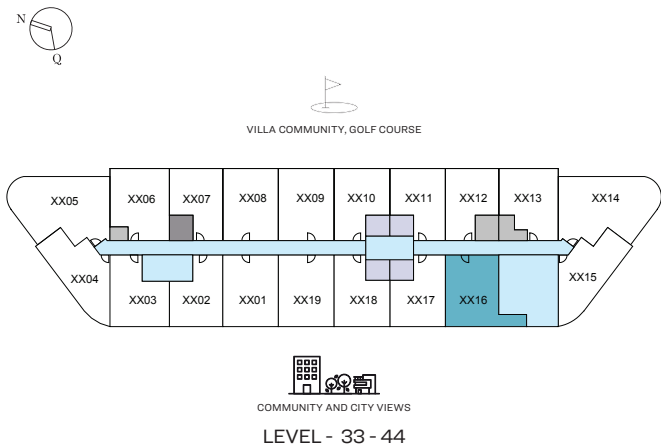 N
Q
VILLA COMMUNITY, GOLF COURSE
XX05 XX06 XX07 XX08 XX09 XX10 XX11 XX12 XX13 XX14
XX04 XX03 XX02 XX01 XX19 XX18 XX17 XX16 XX15
COMMUNITY AND CITY VIEWS
LEVEL - 33 - 44